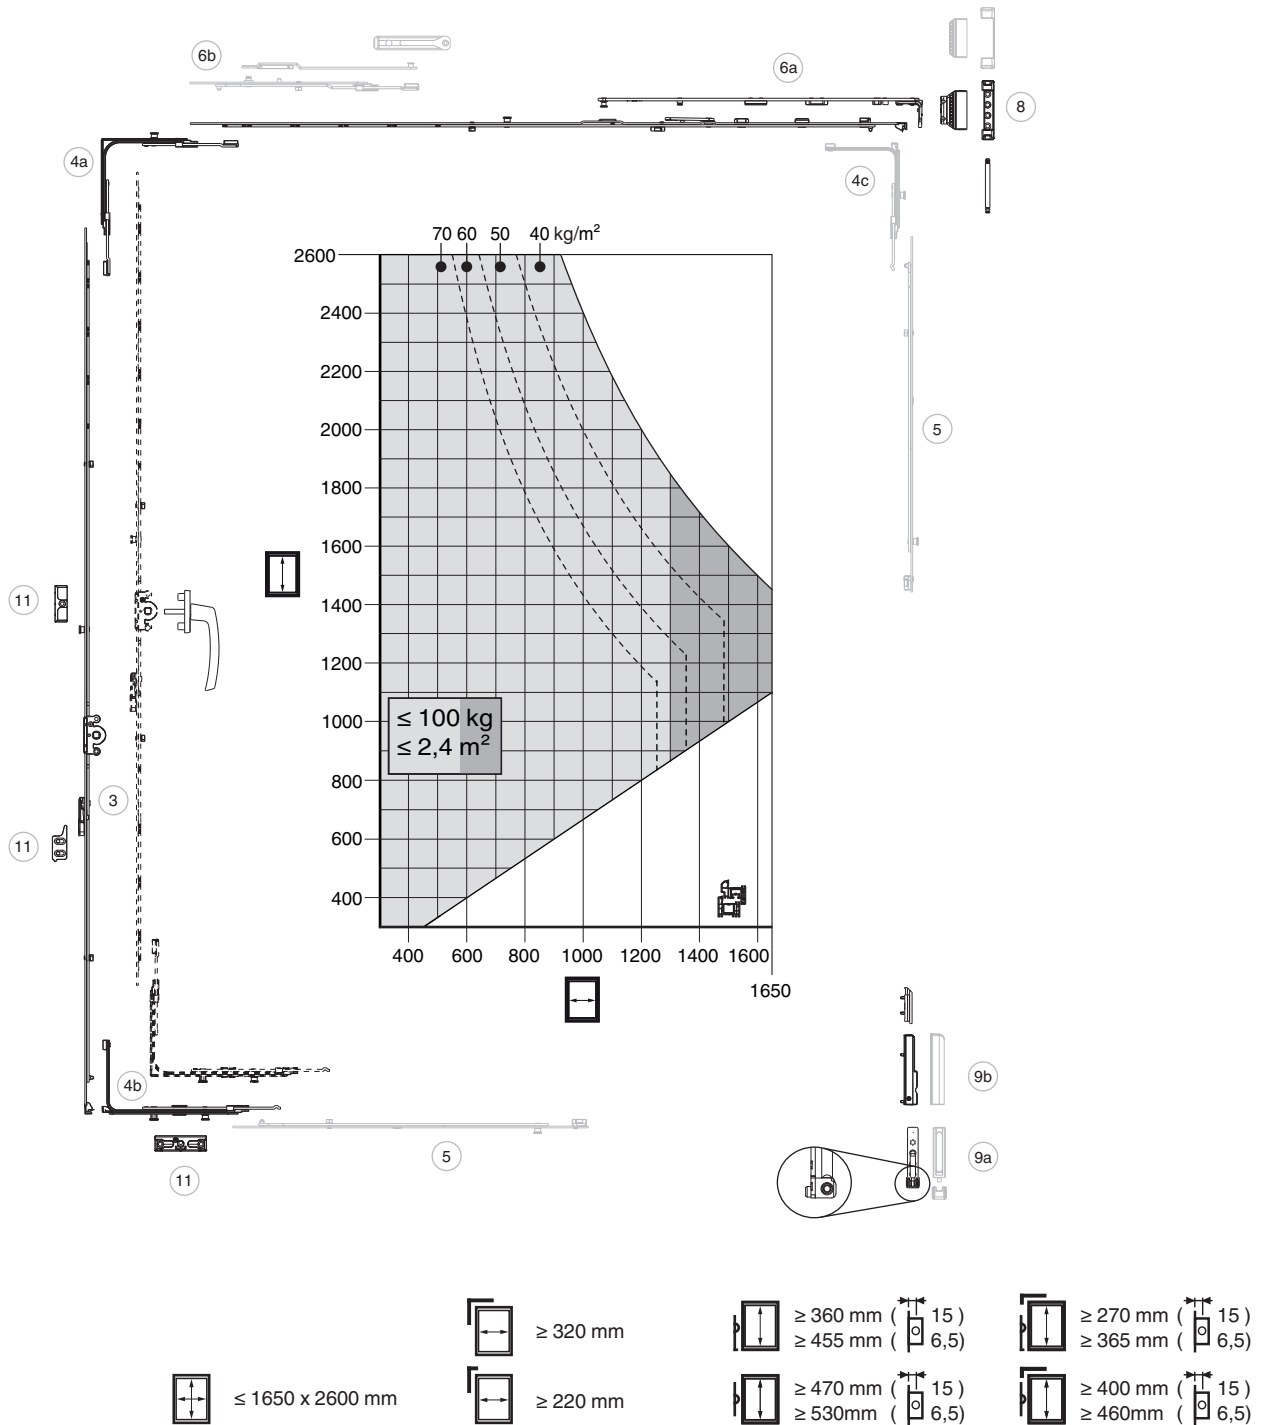 6b
6a
8
4a
4c
70 60 50 40 kg/m²
2600
2400
2200
2000
5
1800
1600
11
1400
1200
1000
≤ 100 kg
≤ 2,4 m²
3
800
11
600
400
400 600 800 1000 1200 1400 1600
1650
4b
9b
5
9a
11
≥ 320 mm
≥ 360 mm ( 15 )
≥ 455 mm ( 6,5)
≥ 270 mm ( 15 )
≥ 365 mm ( 6,5)
≤ 1650 x 2600 mm
≥ 220 mm
≥ 470 mm ( 15 )
≥ 530mm ( 6,5)
≥ 400 mm ( 15 )
≥ 460mm ( 6,5)